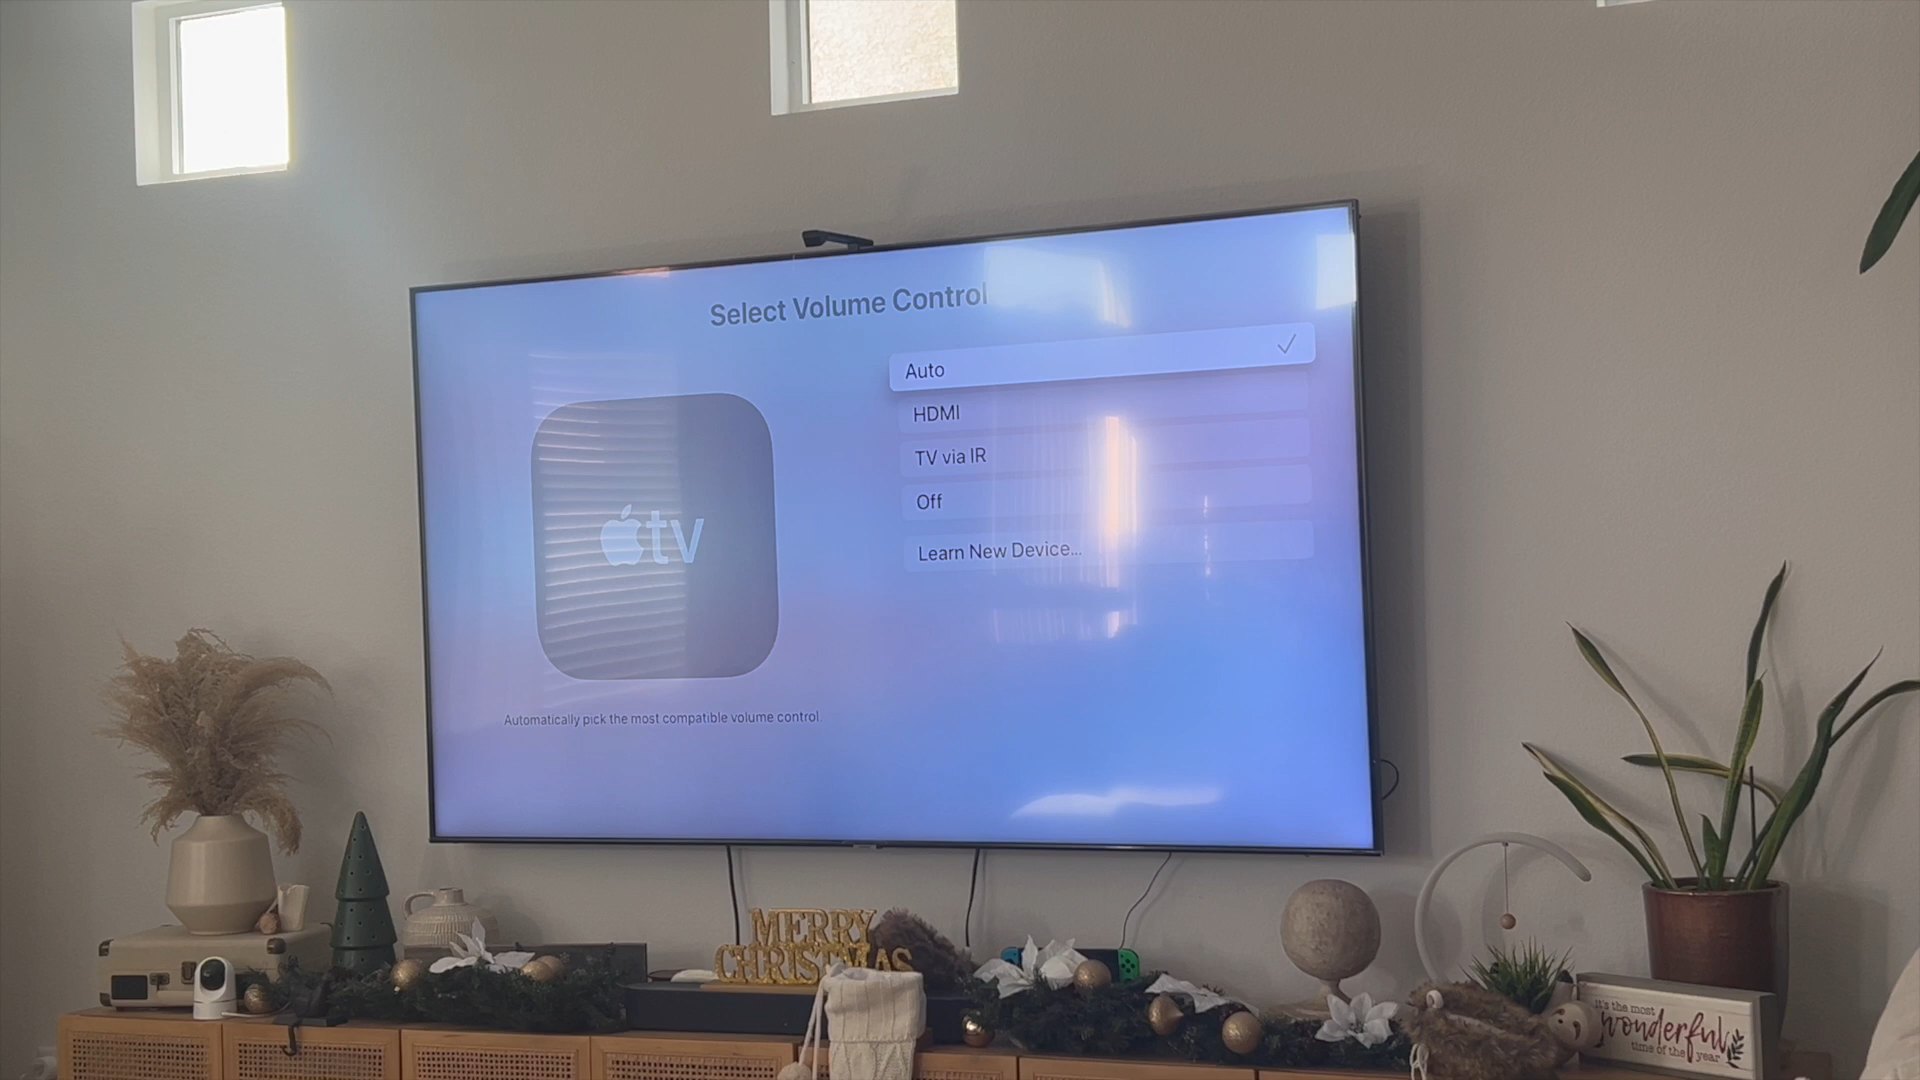 Select Volume Control
Auto
HDMI
TV via IR
Off
Learn New Device...
tv
Automatically pick the most compatible volume control.
MERRY
CHRISTMAS
it's the most
wonderful
time of the year